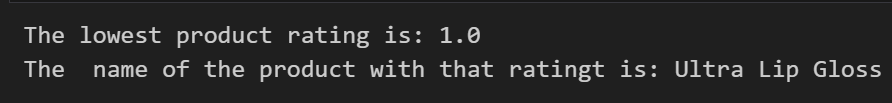 The lowest product rating is: 1.0
The  name of the product with that ratingt is: Ultra Lip Gloss